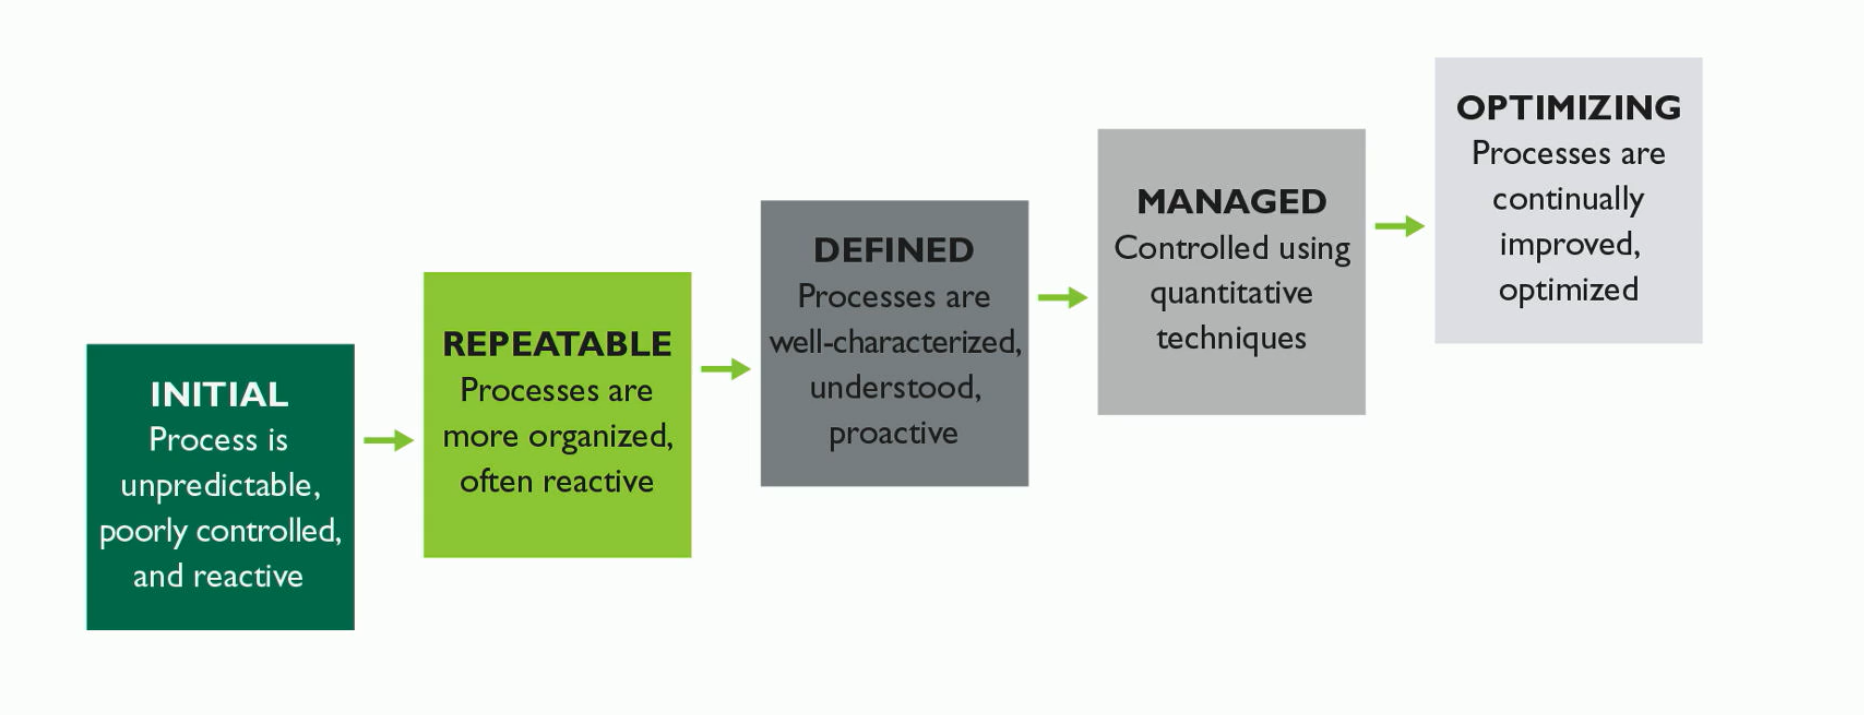 INITIAL
Process is
unpredictable,
poorly controlled,
and reactive
REPEATABLE
Processes are
more organized,
often reactive
DEFINED
Processes are
well-characterized,
understood,
proactive
MANAGED
Controlled using
quantitative
techniques
OPTIMIZING
Processes are
continually
improved,
optimized